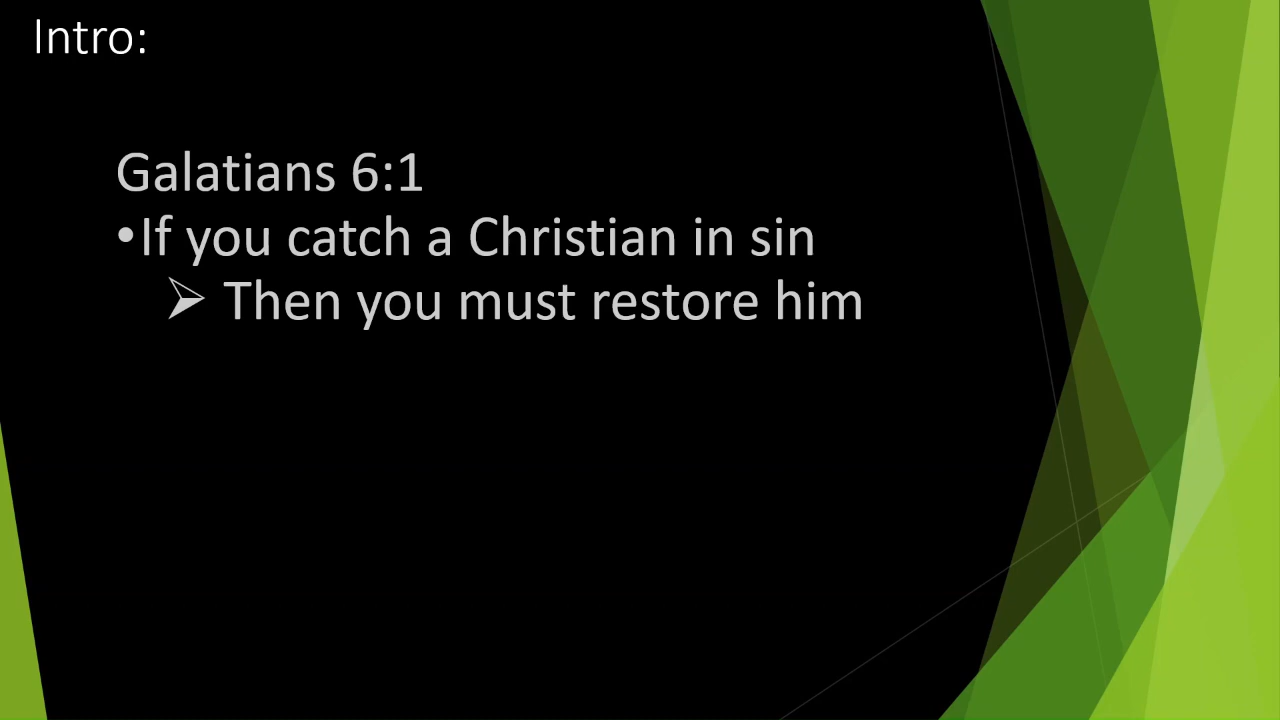 Intro:
Galatians 6:1
•If you catch a Christian in sin
➢ Then you must restore him